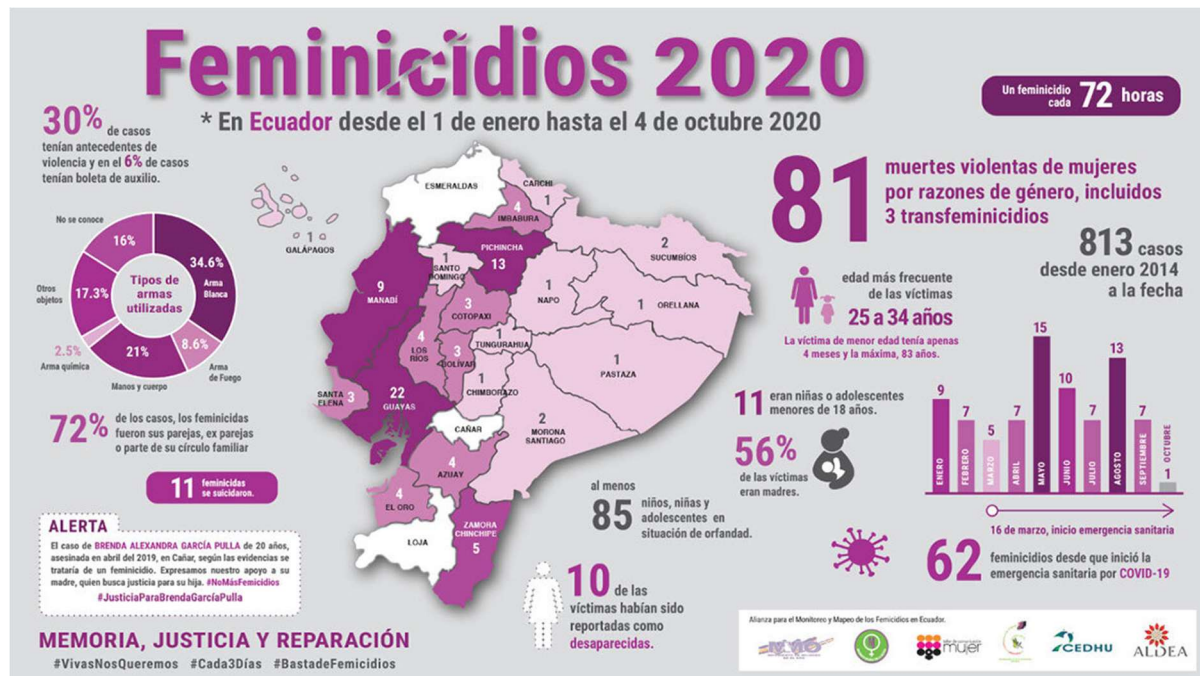 Feminicidios 2020
* En Ecuador desde el 1 de enero hasta el 4 de octubre 2020
Un feminicidio
cada 72 horas
30% de casos
tenían antecedentes de
violencia y en el 6% de casos
tenían boleta de auxilio.
No se conoce
16%
34.6%
Arma
Blanca
Otros
objetos
17.3%
Tipos de
armas
utilizadas
2.5%
Arma química
21%
Manos y cuerpo
8.6%
Arma
de Fuego
72% de los casos, los feminicidas
fueron sus parejas, ex parejas
o parte de su círculo familiar
11 feminicidas
se suicidaron.
ALERTA
El caso de BRENDA ALEXANDRA GARCÍA PULLA de 20 años,
asesinada en abril del 2019, en Cañar, según las evidencias se
trataría de un feminicidio. Expresamos nuestro apoyo a su
madre, quien busca justicia para su hija. #NoMásFemicidios
#JusticiaParaBrendaGarcíaPulla
MEMORIA, JUSTICIA Y REPARACIÓN
#VivasNosQueremos #Cada3Días #BastadeFemicidios
ESMERALDAS
CARCHI
1
4
IMBABURA
1
GALÁPAGOS
PICHINCHA
13
1
SANTO
DOMINGO
2
SUCUMBÍOS
9
MANABÍ
1
NAPO
1
ORELLANA
3
COTOPAXI
4
LOS
RÍOS
1
TUNGURAHUA
3
BOLÍVAR
1
PASTAZA
SANTA
ELENA
3
22
GUAYAS
1
CHIMBORAZO
CAÑAR
2
MORONA
SANTIAGO
4
AZUAY
4
EL ORO
LOJA
ZAMORA
CHINCHIPE
5
81 muertes violentas de mujeres
por razones de género, incluidos
3 transfeminicidios
813 casos
desde enero 2014
a la fecha
edad más frecuente
de las víctimas
25 a 34 años
La víctima de menor edad tenía apenas
4 meses y la máxima, 83 años.
11 eran niñas o adolescentes
menores de 18 años.
56%
de las víctimas
eran madres.
al menos
85 niños, niñas y
adolescentes en
situación de orfandad.
10 de las
víctimas habían sido
reportadas como
desaparecidas.
9
ENERO
7
FEBRERO
5
MARZO
7
ABRIL
15
MAYO
10
JUNIO
7
JULIO
13
AGOSTO
7
SEPTIEMBRE
1
OCTUBRE
16 de marzo, inicio emergencia sanitaria
62 feminicidios desde que inició la
emergencia sanitaria por COVID-19
Alianza para el Monitoreo y Mapeo de los Femicidios en Ecuador.
mujer
CEDHU
ALDEA